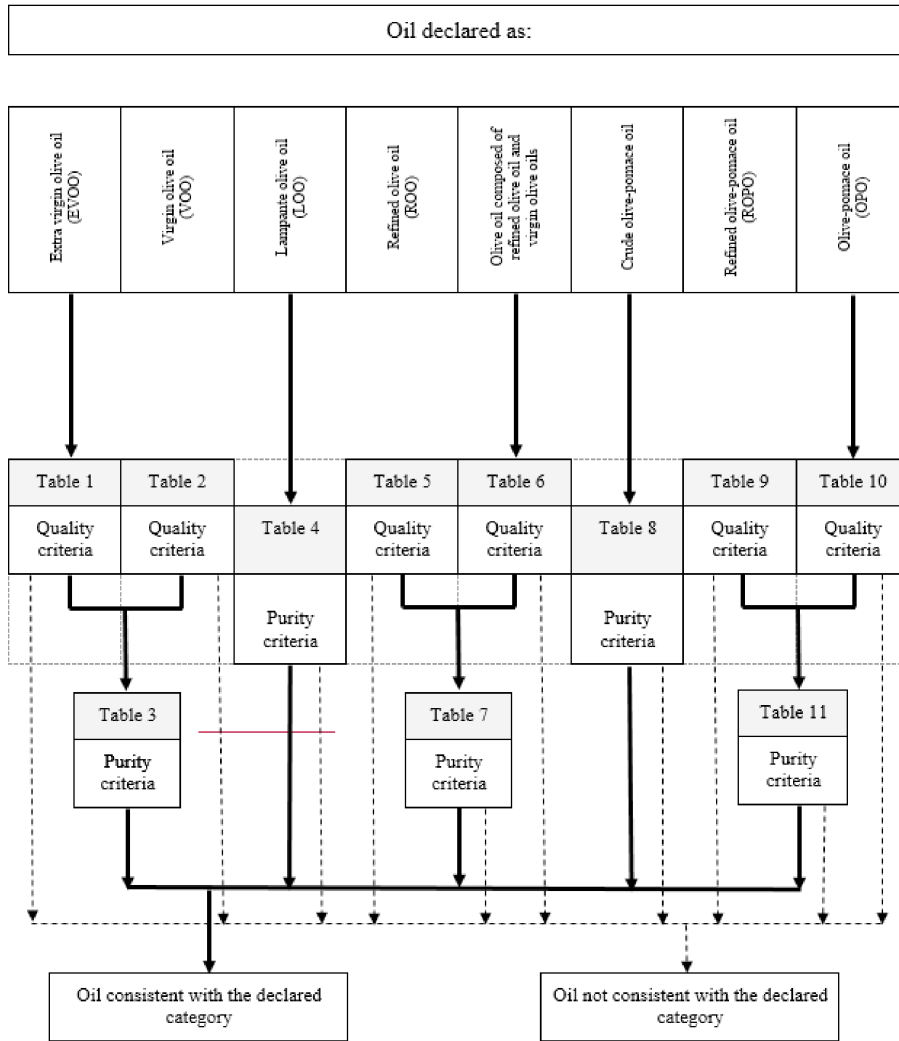 Oil declared as:
Extra virgin olive oil
(EVOO)
Virgin olive oil
(VOO)
Lampante olive oil
(LOO)
Refined olive oil
(ROO)
Olive oil composed of
refined olive oil and
virgin olive oils
Crude olive-pomace oil
Refined olive-pomace oil
(ROPO)
Olive-pomace oil
(OPO)
Table 1
Quality
criteria
Table 2
Quality
criteria
Table 4
Purity
criteria
Table 5
Quality
criteria
Table 6
Quality
criteria
Table 8
Purity
criteria
Table 9
Quality
criteria
Table 10
Quality
criteria
Table 3
Purity
criteria
Table 7
Purity
criteria
Table 11
Purity
criteria
Oil consistent with the declared
category
Oil not consistent with the declared
category